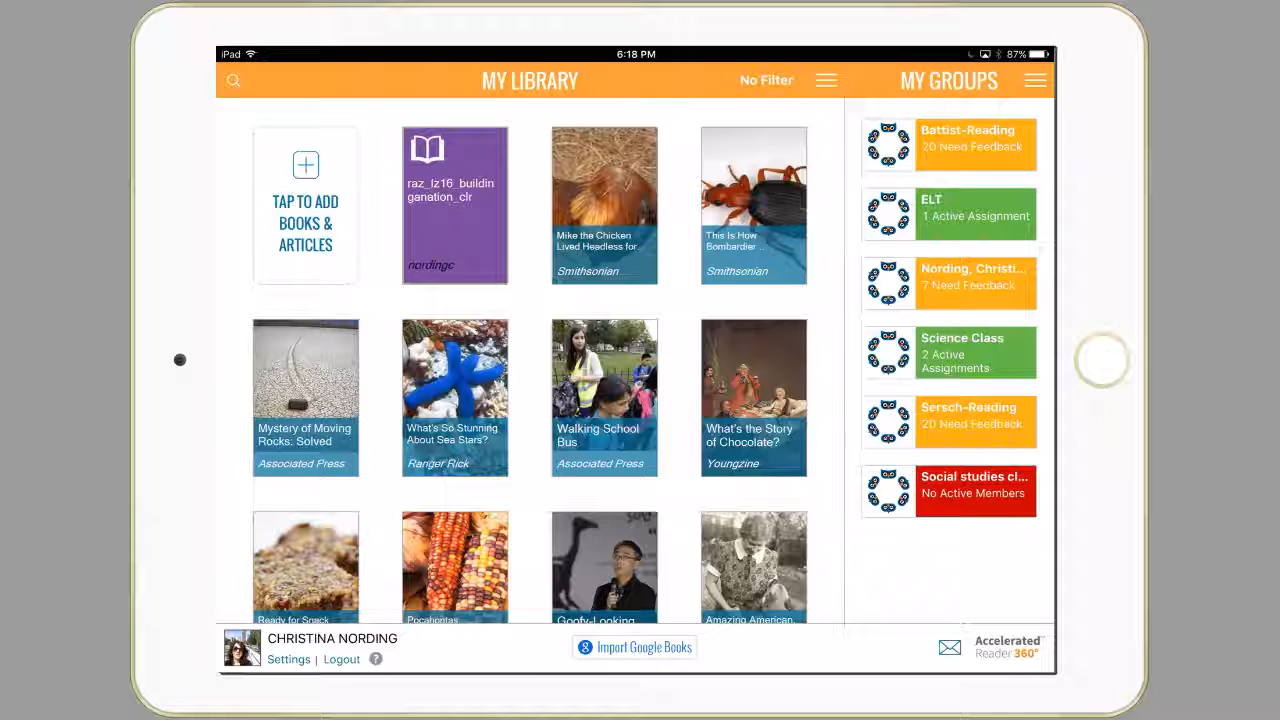 iPad
6:18 PM
87%
MY LIBRARY
No Filter
MY GROUPS
TAP TO ADD
BOOKS &
ARTICLES
raz_lz16_buildin
ganation_clr
nordingc
Mike the Chicken
Lived Headless for..
Smithsonian
This Is How
Bombardier ..
Smithsonian
Mystery of Moving
Rocks: Solved
Associated Press
What's So Stunning
About Sea Stars?
Ranger Rick
Walking School
Bus
Associated Press
What's the Story
of Chocolate?
Youngzine
Ready for Snack
Pocahontas
Goofy-Looking
Amazing American.
Battist-Reading
20 Need Feedback
ELT
1 Active Assignment
Nording, Christi...
7 Need Feedback
Science Class
2 Active
Assignments
Sersch-Reading
20 Need Feedback
Social studies cl...
No Active Members
CHRISTINA NORDING
Settings | Logout ?
8 Import Google Books
Accelerated
Reader 360°